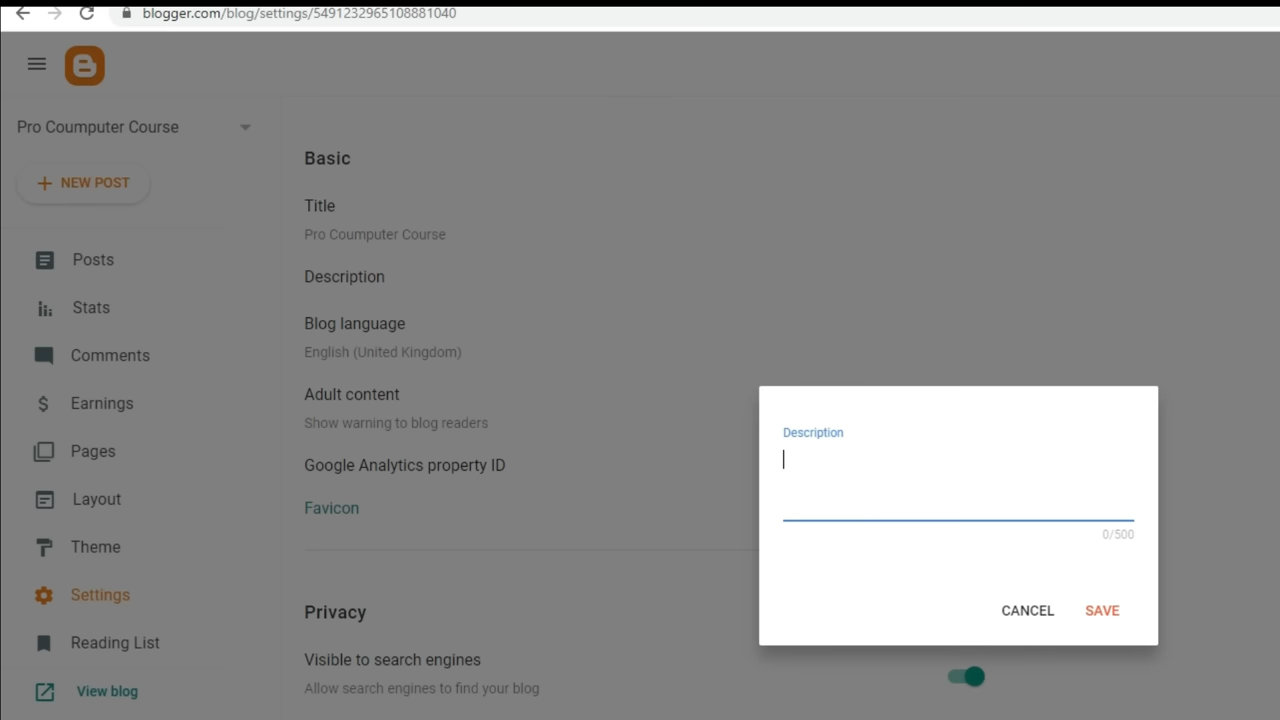 blogger.com/blog/settings/5491232965108881040
Pro Coumputer Course
NEW POST
Posts
Stats
Comments
Earnings
Pages
Layout
Theme
Settings
Reading List
View blog
Basic
Title
Pro Coumputer Course
Description
Blog language
English (United Kingdom)
Adult content
Show warning to blog readers
Google Analytics property ID
Favicon
Privacy
Visible to search engines
Allow search engines to find your blog
Description
0/500
CANCEL SAVE